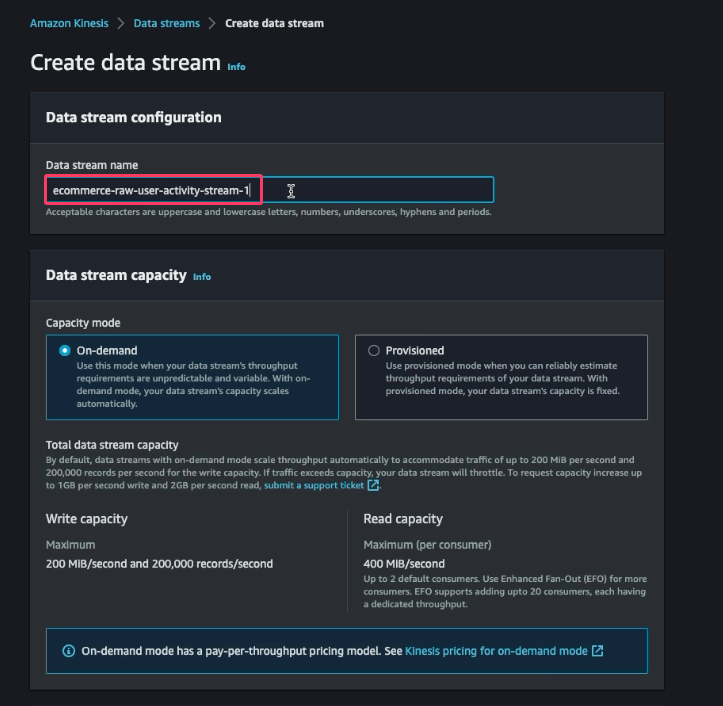 Amazon Kinesis > Data streams > Create data stream
Create data stream Info
Data stream configuration
Data stream name
ecommerce-raw-user-activity-stream-1
Acceptable characters are uppercase and lowercase letters, numbers, underscores, hyphens and periods.
Data stream capacity Info
Capacity mode
On-demand
Use this mode when your data stream's throughput
requirements are unpredictable and variable. With on-
demand mode, your data stream's capacity scales
automatically.
Provisioned
Use provisioned mode when you can reliably estimate
throughput requirements of your data stream. With
provisioned mode, your data stream's capacity is fixed.
Total data stream capacity
By default, data streams with on-demand mode scale throughput automatically to accommodate traffic of up to 200 MiB per second and
200,000 records per second for the write capacity. If traffic exceeds capacity, your data stream will throttle. To request capacity increase up
to 1GB per second write and 2GB per second read, submit a support ticket.
Write capacity
Maximum
200 MiB/second and 200,000 records/second
Read capacity
Maximum (per consumer)
400 MiB/second
Up to 2 default consumers. Use Enhanced Fan-Out (EFO) for more
consumers. EFO supports adding upto 20 consumers, each having
a dedicated throughput.
On-demand mode has a pay-per-throughput pricing model. See Kinesis pricing for on-demand mode